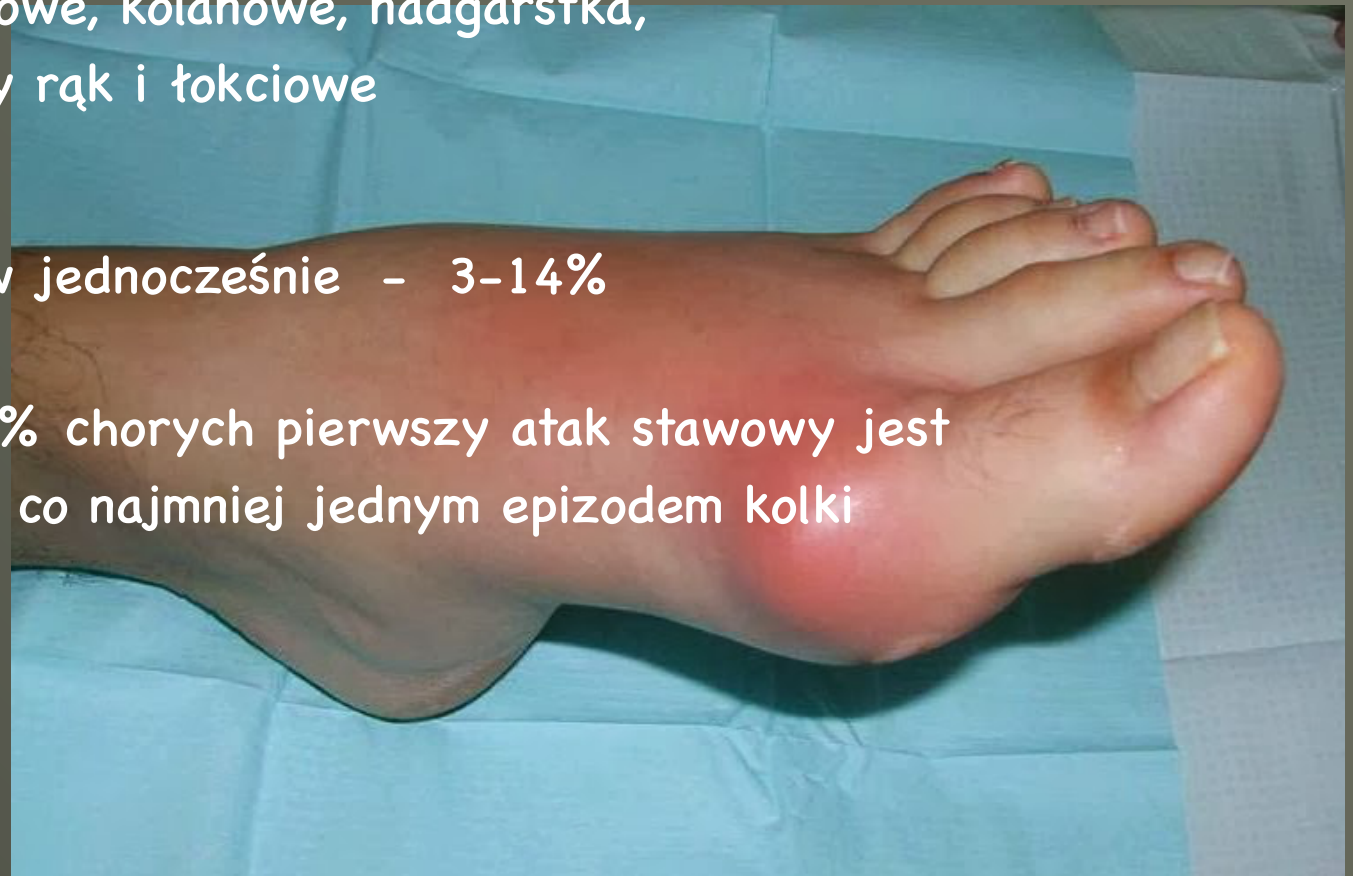 owe, kolanowe, nadgarstka,
y rąk i łokciowe
w jednocześnie - 3-14%
% chorych pierwszy atak stawowy jest
co najmniej jednym epizodem kolki